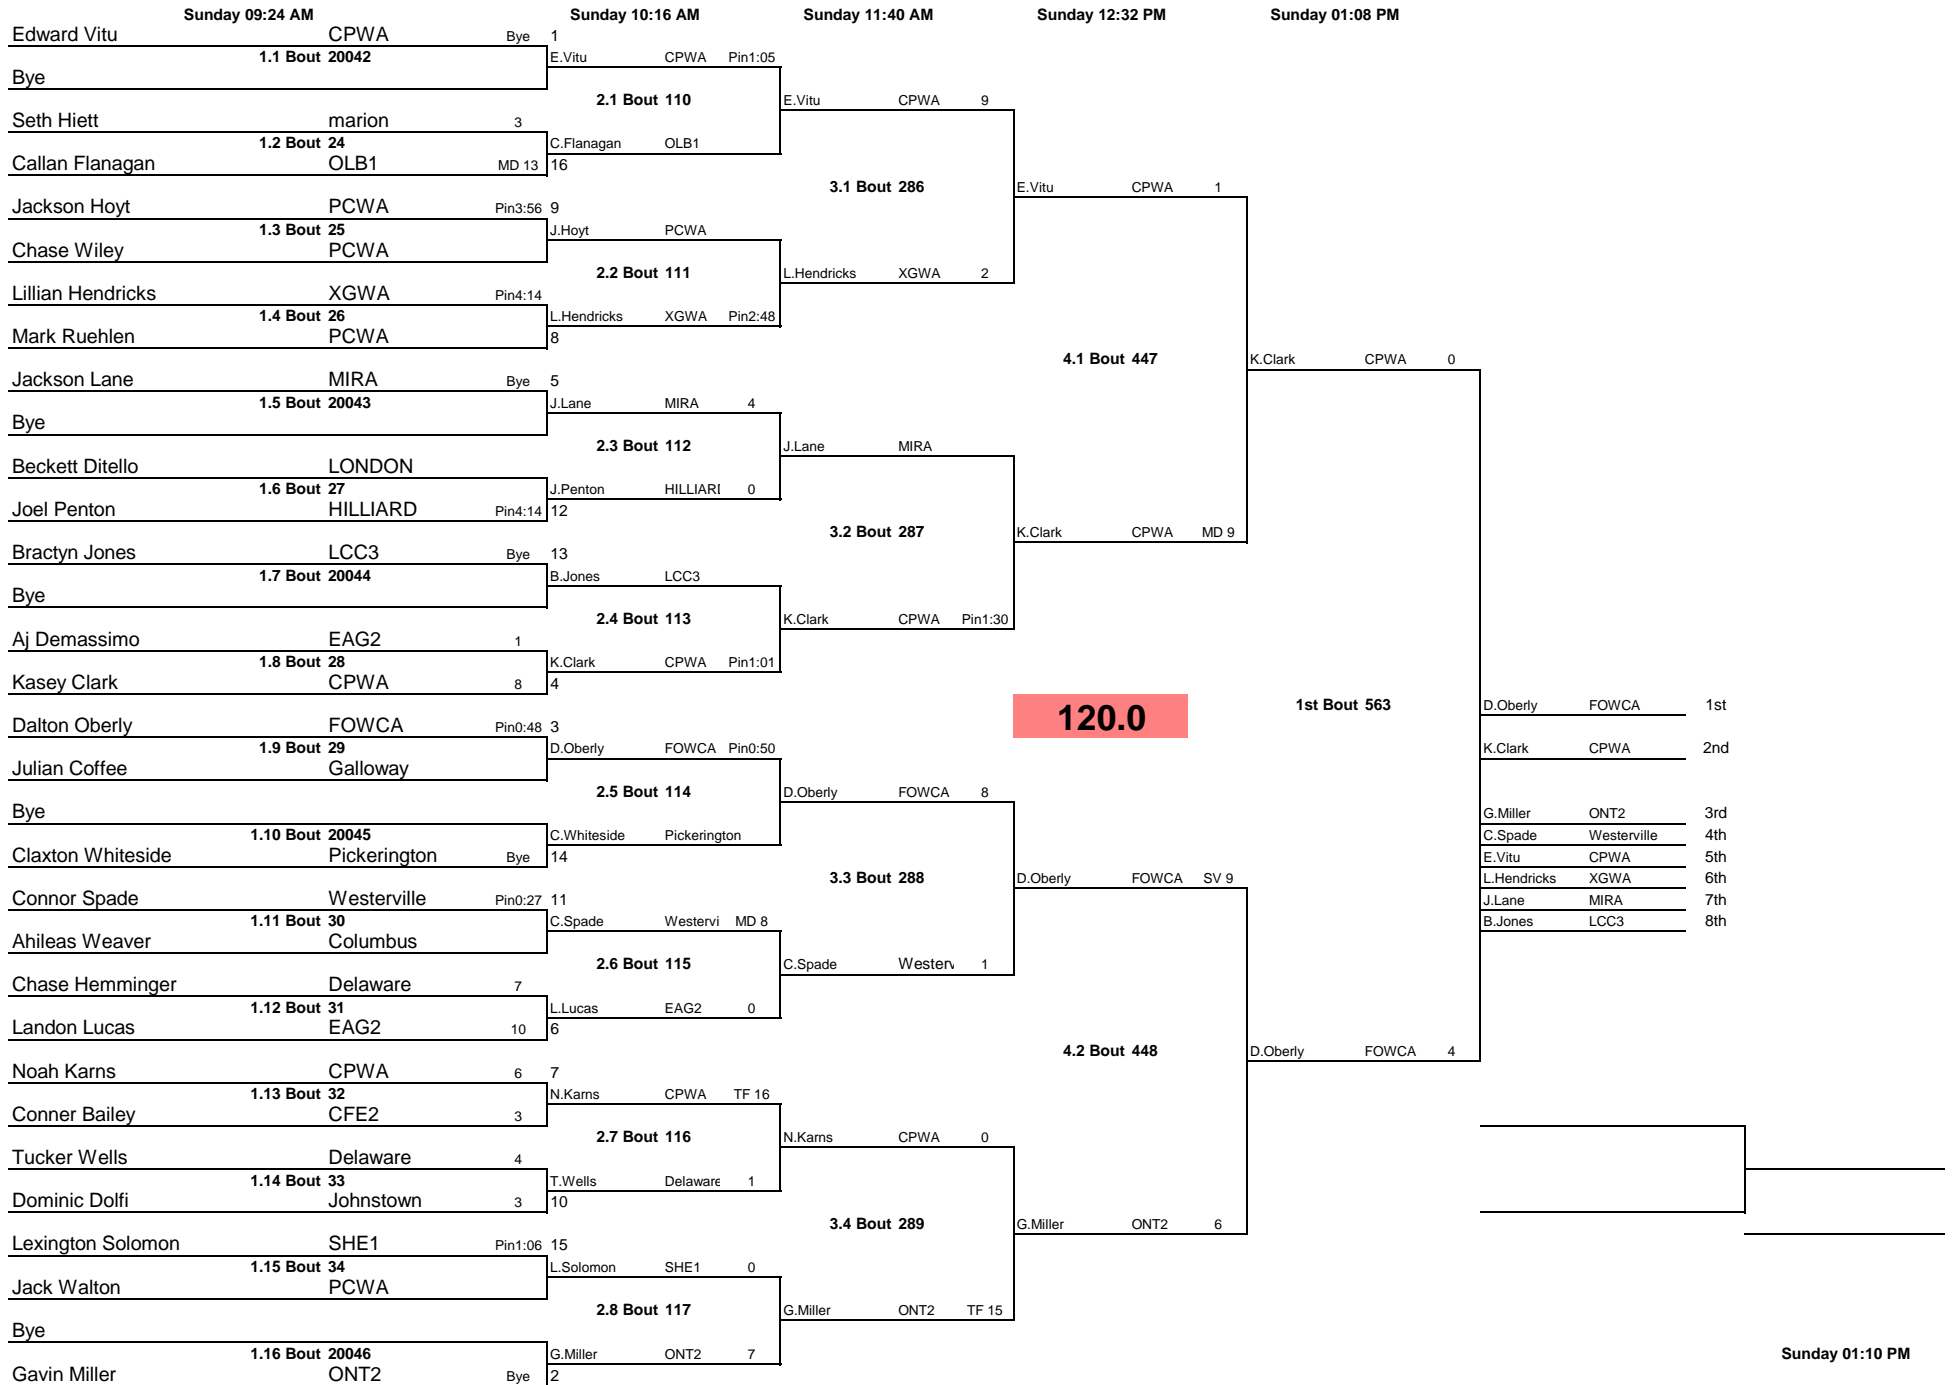 Sunday 09:24 AM Sunday 10:16 AM Sunday 11:40 AM Sunday 12:32 PM Sunday 01:08 PM
Edward Vitu CPWA Bye 1
1.1 Bout 20042 E.Vitu CPWA Pin1:05
Bye
2.1 Bout 110 E.Vitu CPWA 9
Seth Hiett marion 3
1.2 Bout 24 C.Flanagan OLB1
Callan Flanagan OLB1 MD 13 16
3.1 Bout 286 E.Vitu CPWA 1
Jackson Hoyt PCWA Pin3:56 9
1.3 Bout 25 J.Hoyt PCWA
Chase Wiley PCWA
2.2 Bout 111 L.Hendricks XGWA 2
Lillian Hendricks XGWA Pin4:14
1.4 Bout 26 L.Hendricks XGWA Pin2:48
Mark Ruehlen PCWA 8
4.1 Bout 447 K.Clark CPWA 0
Jackson Lane MIRA Bye 5
1.5 Bout 20043 J.Lane MIRA 4
Bye
2.3 Bout 112 J.Lane MIRA
Beckett Ditello LONDON
1.6 Bout 27 J.Penton HILLIARI 0
Joel Penton HILLIARD Pin4:14 12
3.2 Bout 287 K.Clark CPWA MD 9
Bractyn Jones LCC3 Bye 13
1.7 Bout 20044 B.Jones LCC3
Bye
2.4 Bout 113 K.Clark CPWA Pin1:30
Aj Demassimo EAG2 1
1.8 Bout 28 K.Clark CPWA Pin1:01
Kasey Clark CPWA 8 4
120.0 1st Bout 563 D.Oberly FOWCA 1st
Dalton Oberly FOWCA Pin0:48 3
1.9 Bout 29 D.Oberly FOWCA Pin0:50 K.Clark CPWA 2nd
Julian Coffee Galloway
2.5 Bout 114 D.Oberly FOWCA 8
Bye G.Miller ONT2 3rd
1.10 Bout 20045 C.Whiteside Pickerington C.Spade Westerville 4th
Claxton Whiteside Pickerington Bye 14 E.Vitu CPWA 5th
3.3 Bout 288 D.Oberly FOWCA SV 9 L.Hendricks XGWA 6th
Connor Spade Westerville Pin0:27 11 J.Lane MIRA 7th
1.11 Bout 30 C.Spade Westervi MD 8 B.Jones LCC3 8th
Ahileas Weaver Columbus
2.6 Bout 115 C.Spade Western 1
Chase Hemminger Delaware 7
1.12 Bout 31 L.Lucas EAG2 0
Landon Lucas EAG2 10 6
4.2 Bout 448 D.Oberly FOWCA 4
Noah Karns CPWA 6 7
1.13 Bout 32 N.Karns CPWA TF 16
Conner Bailey CFE2 3
2.7 Bout 116 N.Karns CPWA 0
Tucker Wells Delaware 4
1.14 Bout 33 T.Wells Delaware 1
Dominic Dolfi Johnstown 3 10
3.4 Bout 289 G.Miller ONT2 6
Lexington Solomon SHE1 Pin1:06 15
1.15 Bout 34 L.Solomon SHE1 0
Jack Walton PCWA
2.8 Bout 117 G.Miller ONT2 TF 15
Bye
1.16 Bout 20046 G.Miller ONT2 7 Sunday 01:10 PM
Gavin Miller ONT2 Bye 2